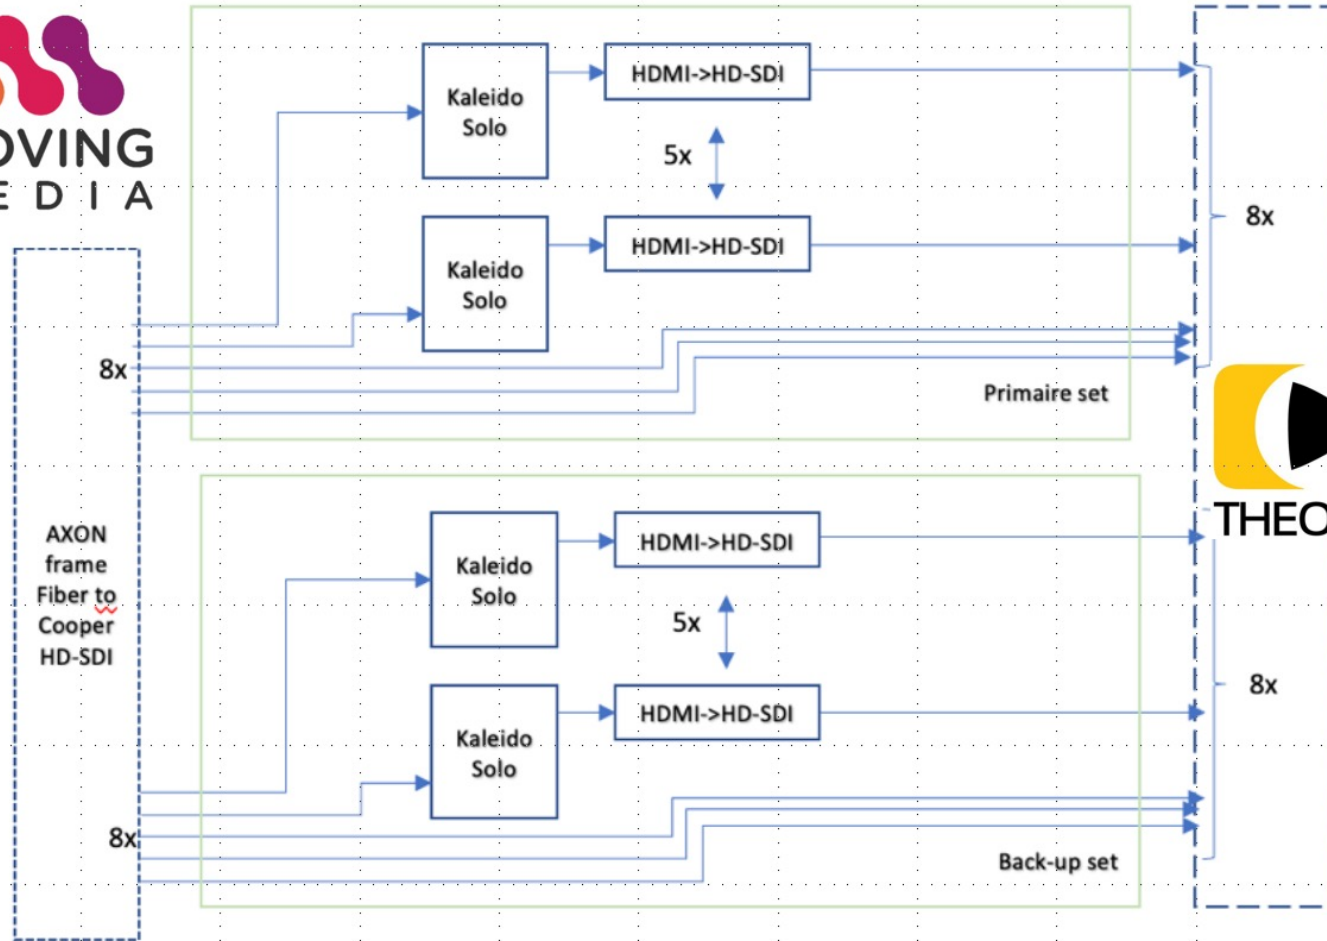 OVING
EDIA
Kaleido
Solo
HDMI->HD-SDI
5x
Kaleido
Solo
HDMI->HD-SDI
8x
8x
Primaire set
THEO
AXON
frame
Fiber to
Cooper
HD-SDI
Kaleido
Solo
HDMI->HD-SDI
5x
Kaleido
Solo
HDMI->HD-SDI
8x
8x
Back-up set